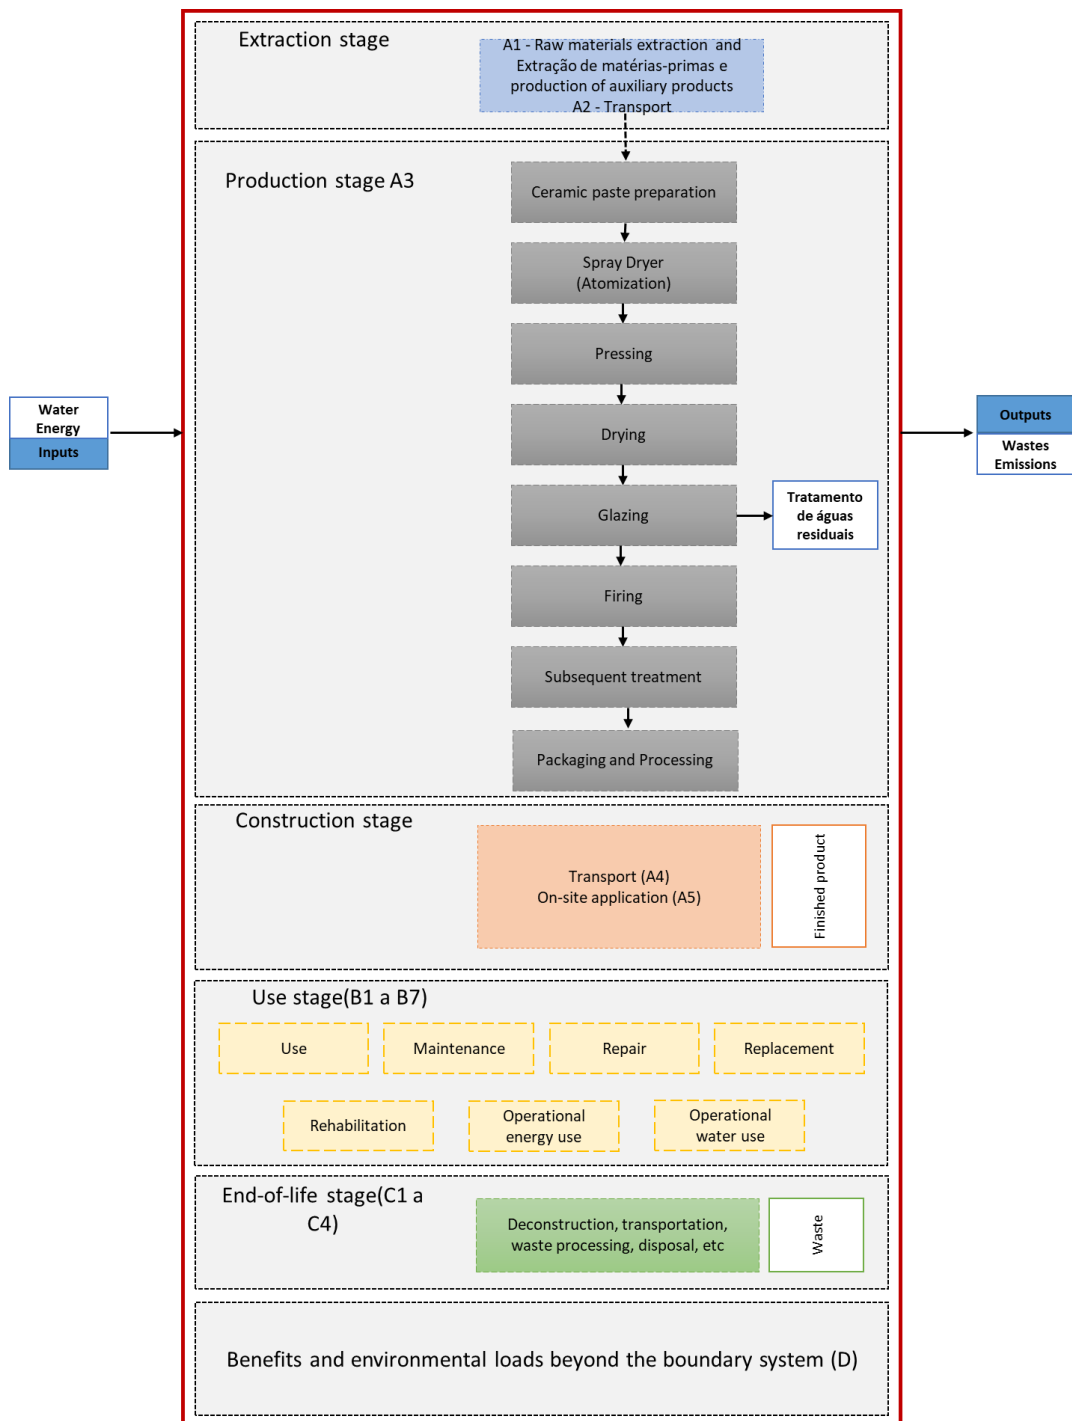 Extraction stage
A1 - Raw materials extraction and
Extração de matérias-primas e
production of auxiliary products
A2 - Transport
Production stage A3
Ceramic paste preparation
Spray Dryer
(Atomization)
Pressing
Drying
Glazing
Tratamento
de águas
residuais
Firing
Subsequent treatment
Packaging and Processing
Water
Energy
Inputs
Outputs
Wastes
Emissions
Construction stage
Transport (A4)
On-site application (A5)
Finished product
Use stage(B1 a B7)
Use
Maintenance
Repair
Replacement
Rehabilitation
Operational
energy use
Operational
water use
End-of-life stage(C1 a
C4)
Deconstruction, transportation,
waste processing, disposal, etc
Waste
Benefits and environmental loads beyond the boundary system (D)